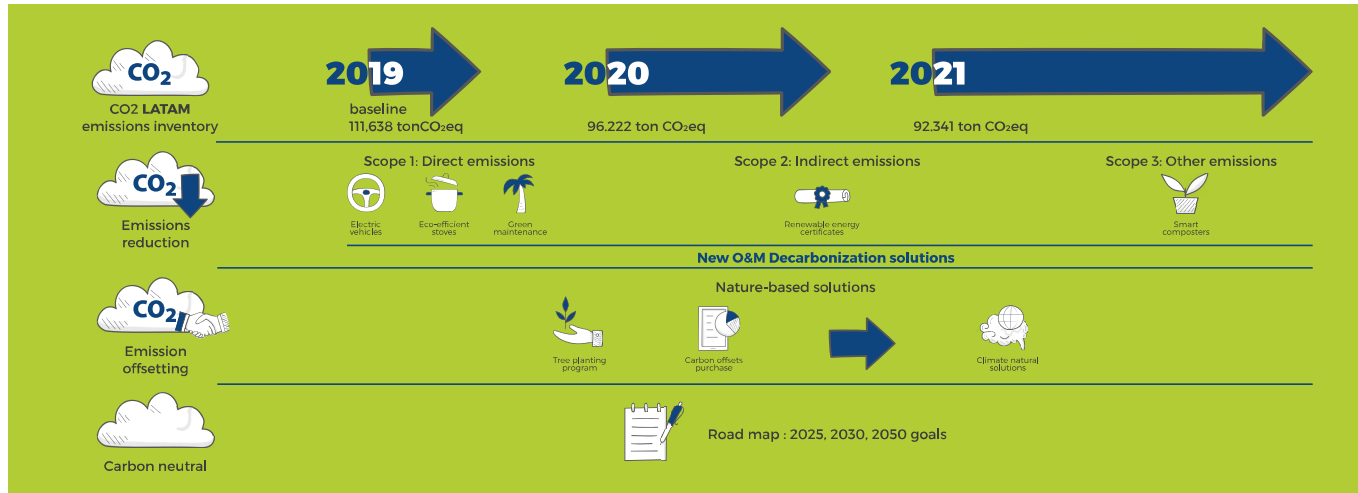 CO2
CO2 LATAM
emissions inventory
2019
baseline
111,638 tonCO2eq
2020
96.222 ton CO2eq
2021
92.341 ton CO2eq
CO2
Emissions
reduction
Scope 1: Direct emissions
Electric
vehicles
Eco-efficient
stoves
Green
maintenance
Scope 2: Indirect emissions
Renewable energy
certificates
Scope 3: Other emissions
Smart
composters
New O&M Decarbonization solutions
CO2
Emission
offsetting
Nature-based solutions
Tree planting
program
Carbon offsets
purchase
Climate natural
solutions
Carbon neutral
Road map : 2025, 2030, 2050 goals